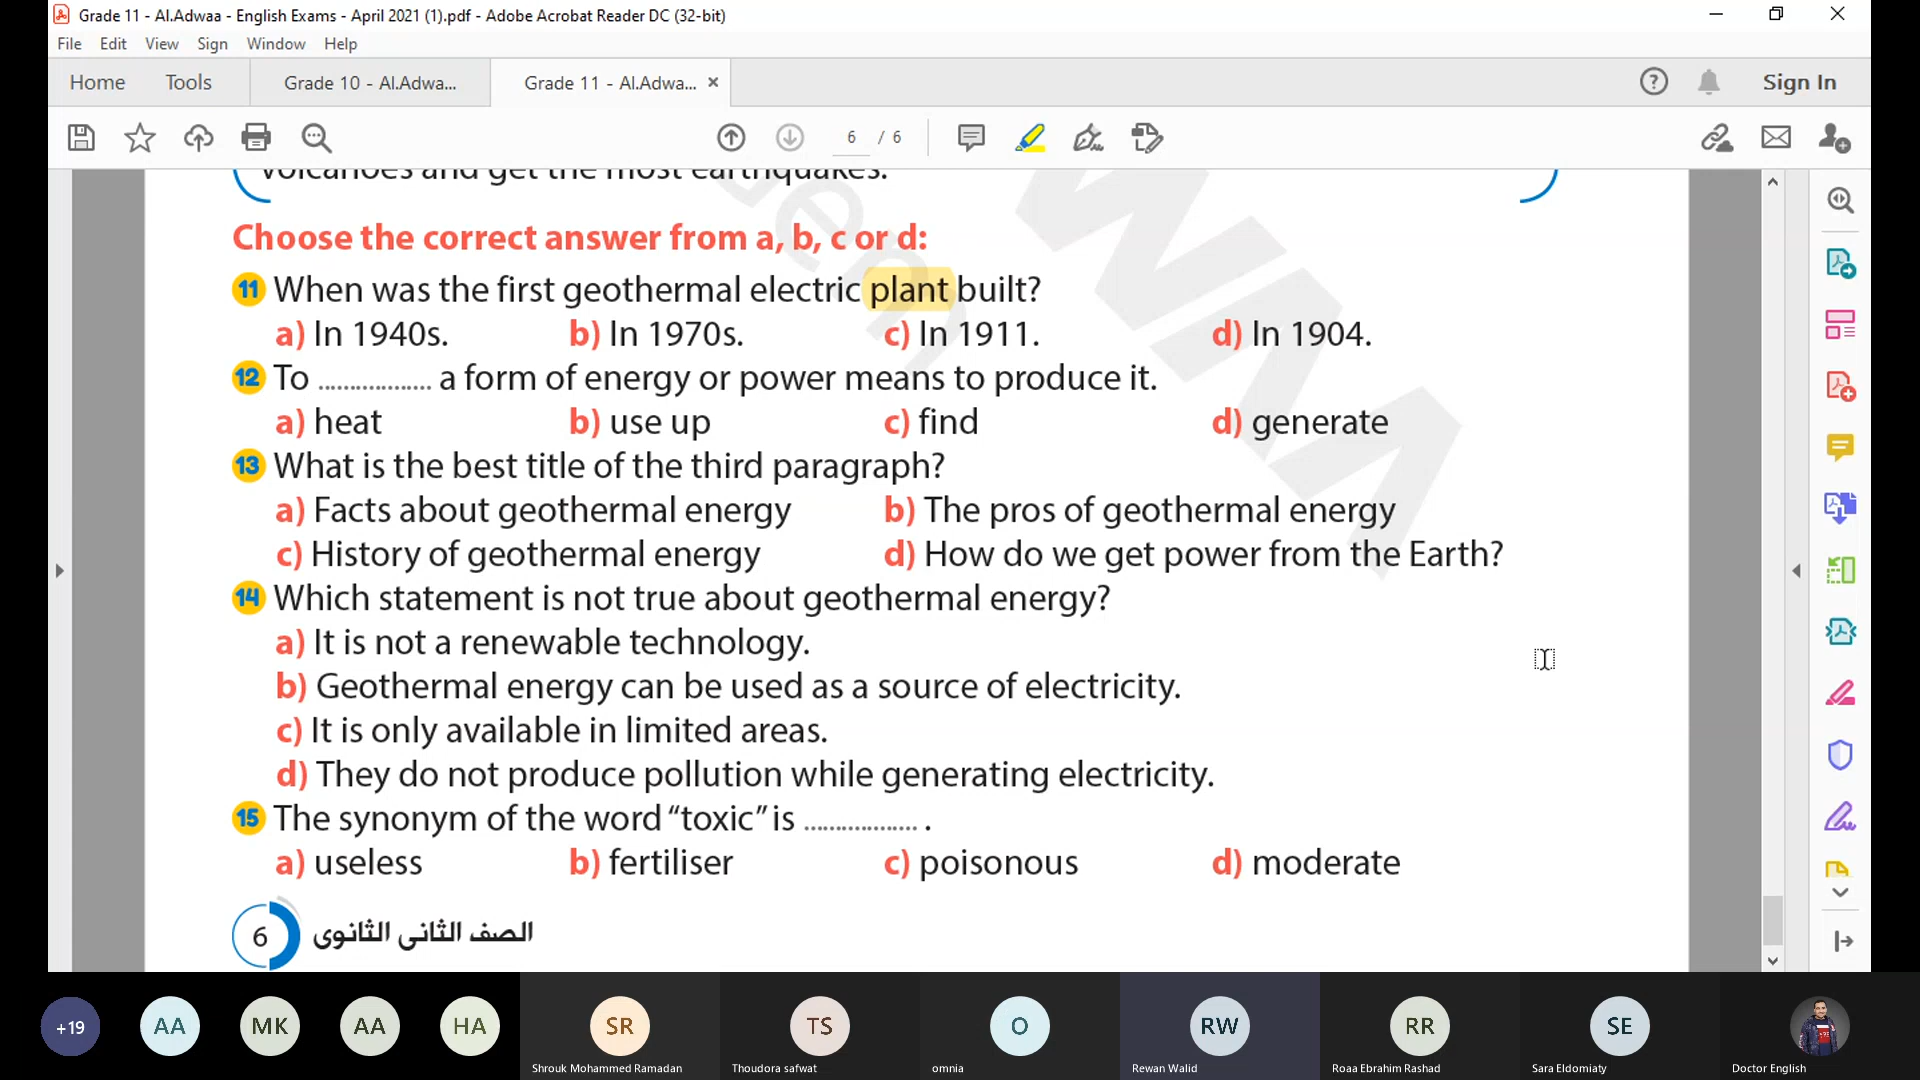 Grade 11 - Al.Adwaa - English Exams - April 2021 (1).pdf - Adobe Acrobat Reader DC (32-bit)
File Edit View Sign Window Help
Home Tools Grade 10 - Al.Adwa... Grade 11 - Al.Adwa... × Sign In
6 / 6
volcanoes and get the most earthquakes.
Choose the correct answer from a, b, c or d:
11 When was the first geothermal electric plant built?
a) In 1940s. b) In 1970s. c) In 1911. d) In 1904.
12 To .................. a form of energy or power means to produce it.
a) heat b) use up c) find d) generate
13 What is the best title of the third paragraph?
a) Facts about geothermal energy b) The pros of geothermal energy
c) History of geothermal energy d) How do we get power from the Earth?
14 Which statement is not true about geothermal energy?
a) It is not a renewable technology.
b) Geothermal energy can be used as a source of electricity.
c) It is only available in limited areas.
d) They do not produce pollution while generating electricity.
15 The synonym of the word “toxic” is .................. .
a) useless b) fertiliser c) poisonous d) moderate
6 الصف الثانى الثانوى
+19 AA MK AA HA SR TS O RW RR SE
Shrouk Mohammed Ramadan Thoudora safwat omnia Rewan Walid Roaa Ebrahim Rashad Sara Eldomiaty Doctor English